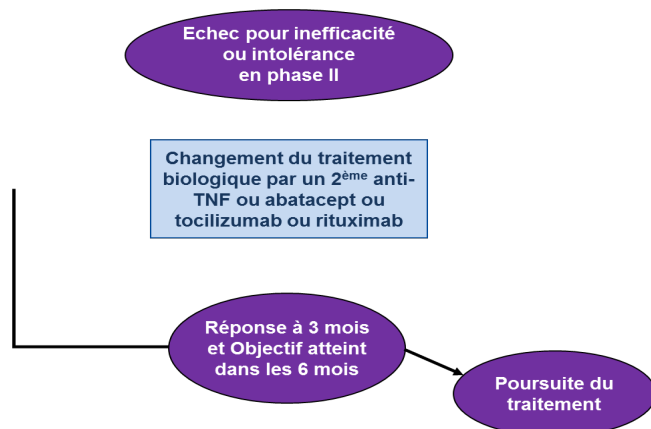 Echec pour inefficacité
ou intolérance
en phase II
Changement du traitement
biologique par un 2ème anti-
TNF ou abatacept ou
tocilizumab ou rituximab
Réponse à 3 mois
et Objectif atteint
dans les 6 mois
Poursuite du
traitement